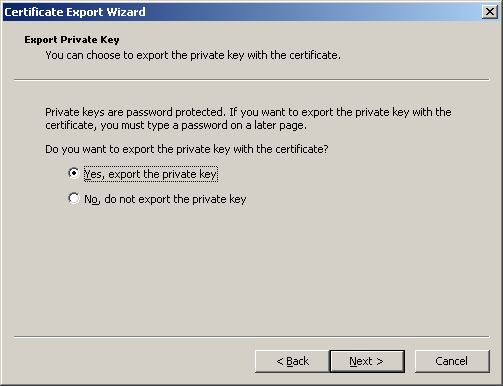 Certificate Export Wizard
Export Private Key
You can choose to export the private key with the certificate.
Private keys are password protected. If you want to export the private key with the
certificate, you must type a password on a later page.
Do you want to export the private key with the certificate?
Yes, export the private key
No, do not export the private key
< Back Next > Cancel